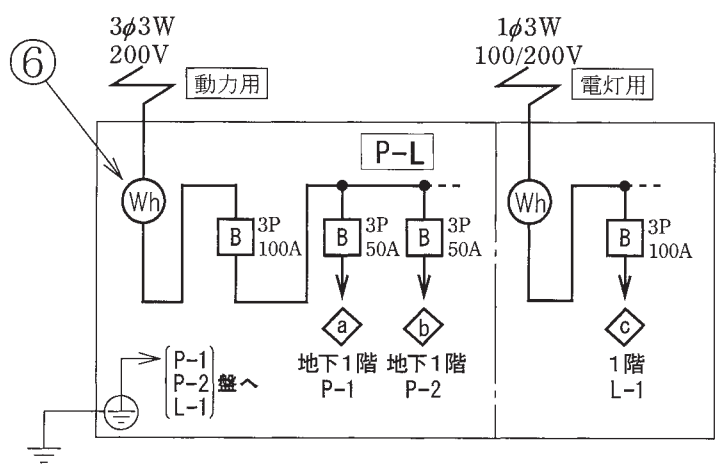 ⑥
3φ3W
200V
動力用
1φ3W
100/200V
電灯用
P-L
Wh
B
3P
100A
B
3P
50A
B
3P
50A
Wh
B
3P
100A
a
b
c
地下1階
P-1
地下1階
P-2
1階
L-1
P-1
P-2
L-1
盤へ